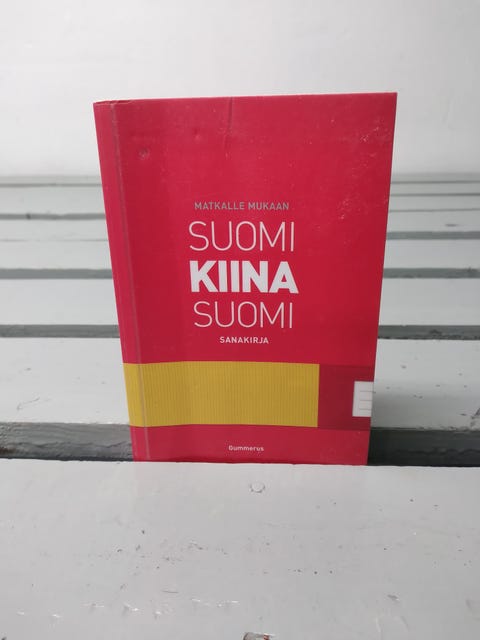 MATKALLE MUKAAN
SUOMI
KIINA
SUOMI
SANAKIRJA
Gummerus